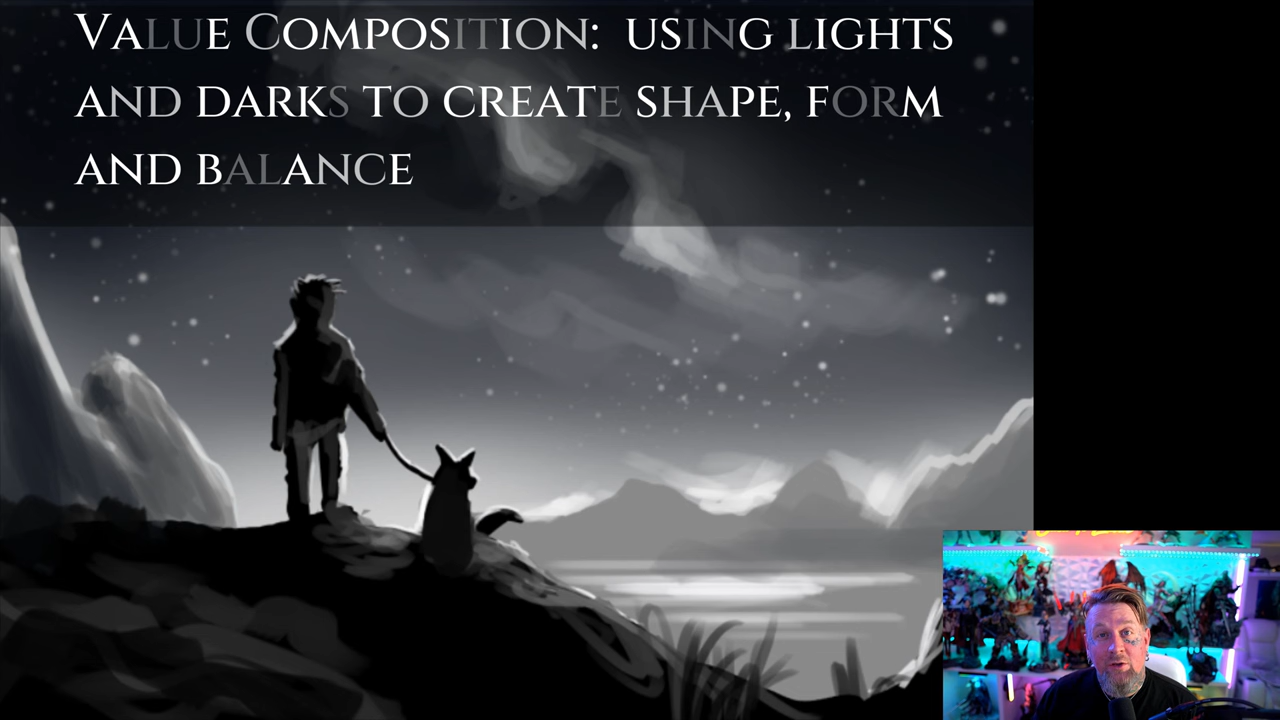 Value Composition: using lights
and darks to create shape, form
and balance